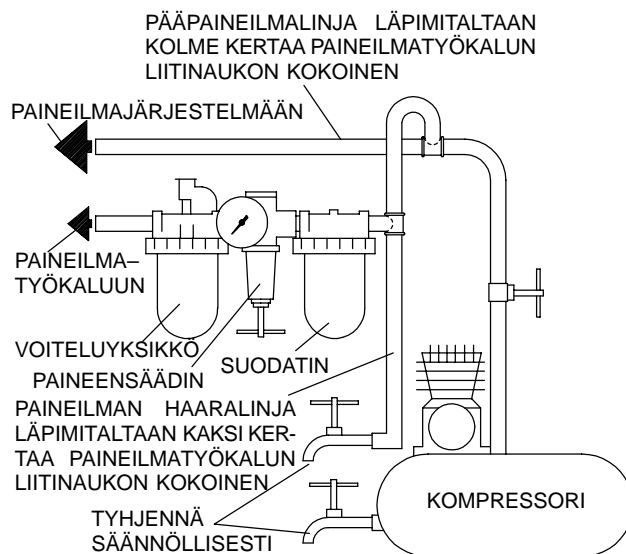 PÄÄPAINEILMALINJA LÄPIMITALTAAN
KOLME KERTAA PAINEILMATYÖKALUN
LIITINAUKON KOKOINEN
PAINEILMAJÄRJESTELMÄÄN
PAINEILMA–
TYÖKALUUN
VOITELUYKSIKKÖ
SUODATIN
PAINEENSÄÄDIN
PAINEILMAN HAARALINJA
LÄPIMITALTAAN KAKSI KER-
TAA PAINEILMATYÖKALUN
LIITINAUKON KOKOINEN
KOMPRESSORI
TYHJENNÄ
SÄÄNNÖLLISESTI